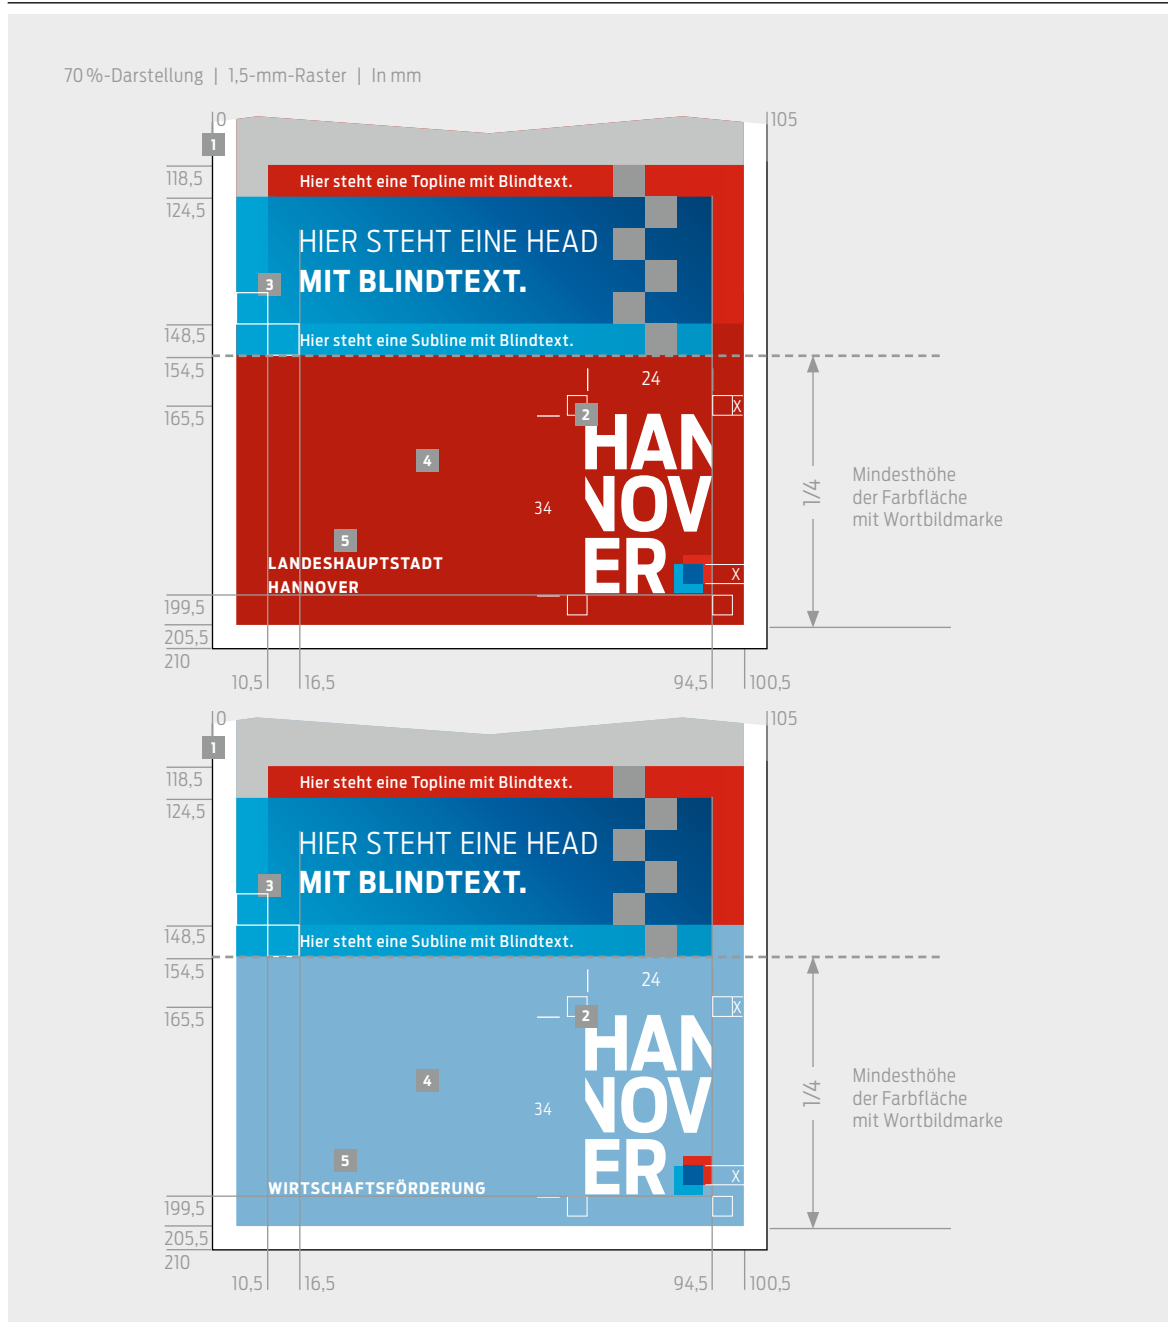 70 %-Darstellung | 1,5-mm-Raster | In mm
0
105
1
118,5
Hier steht eine Topline mit Blindtext.
124,5
HIER STEHT EINE HEAD
3
MIT BLINDTEXT.
148,5
Hier steht eine Subline mit Blindtext.
154,5
24
165,5
2
X
HAN
4
NOV
1/4
Mindesthöhe
der Farbfläche
mit Wortbildmarke
34
5
ER
LANDESHAUPTSTADT
HANNOVER
X
199,5
205,5
210
10,5
16,5
94,5
100,5
0
105
1
118,5
Hier steht eine Topline mit Blindtext.
124,5
HIER STEHT EINE HEAD
3
MIT BLINDTEXT.
148,5
Hier steht eine Subline mit Blindtext.
154,5
24
165,5
2
X
HAN
4
NOV
1/4
Mindesthöhe
der Farbfläche
mit Wortbildmarke
34
5
ER
X
WIRTSCHAFTSFÖRDERUNG
199,5
205,5
210
10,5
16,5
94,5
100,5